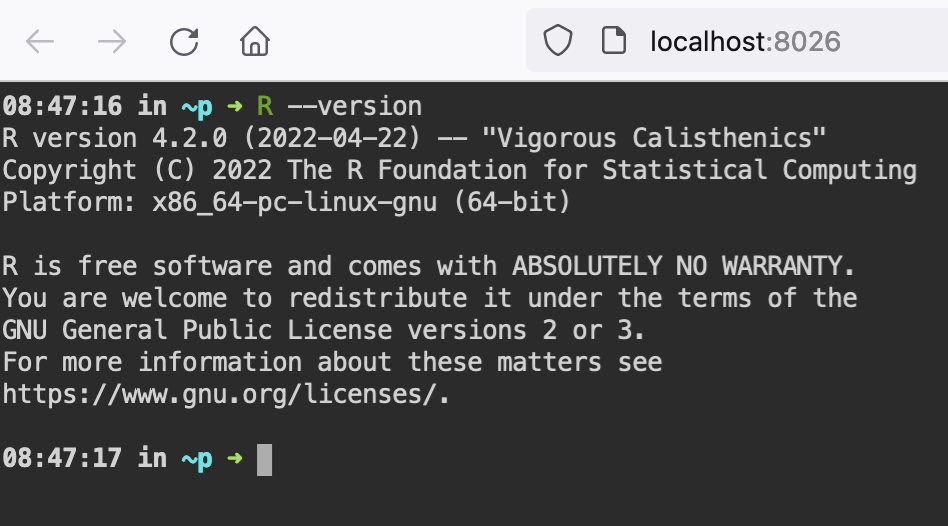 localhost:8026
08:47:16 in ~p ➜ R --version
R version 4.2.0 (2022-04-22) -- "Vigorous Calisthenics"
Copyright (C) 2022 The R Foundation for Statistical Computing
Platform: x86_64-pc-linux-gnu (64-bit)
R is free software and comes with ABSOLUTELY NO WARRANTY.
You are welcome to redistribute it under the terms of the
GNU General Public License versions 2 or 3.
For more information about these matters see
https://www.gnu.org/licenses/.
08:47:17 in ~p ➜